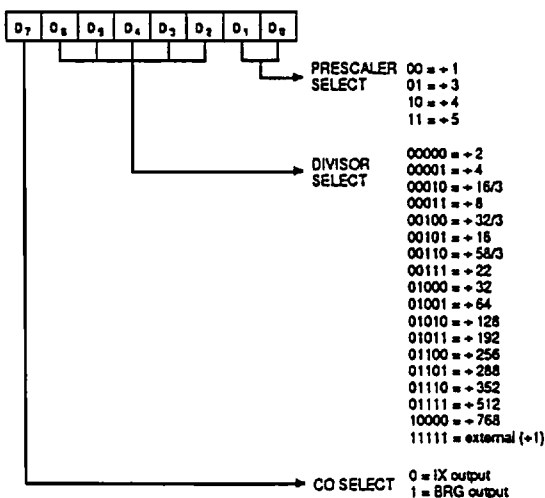 D7 D6 D5 D4 D3 D2 D1 D0
PRESCALER SELECT
00 = ÷ 1
01 = ÷ 3
10 = ÷ 4
11 = ÷ 5
DIVISOR SELECT
00000 = ÷ 2
00001 = ÷ 4
00010 = ÷ 16/3
00011 = ÷ 8
00100 = ÷ 32/3
00101 = ÷ 16
00110 = ÷ 58/3
00111 = ÷ 22
01000 = ÷ 32
01001 = ÷ 64
01010 = ÷ 128
01011 = ÷ 192
01100 = ÷ 256
01101 = ÷ 288
01110 = ÷ 352
01111 = ÷ 512
10000 = ÷ 768
11111 = external (÷1)
CO SELECT
0 = IX output
1 = BRG output